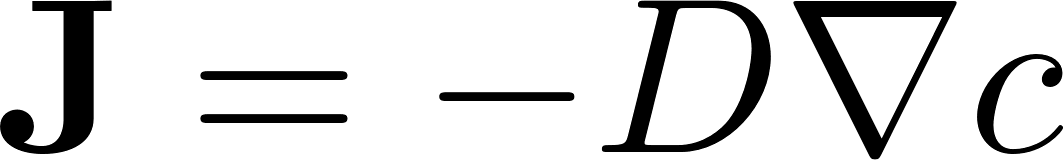 𝐉 = −D∇c